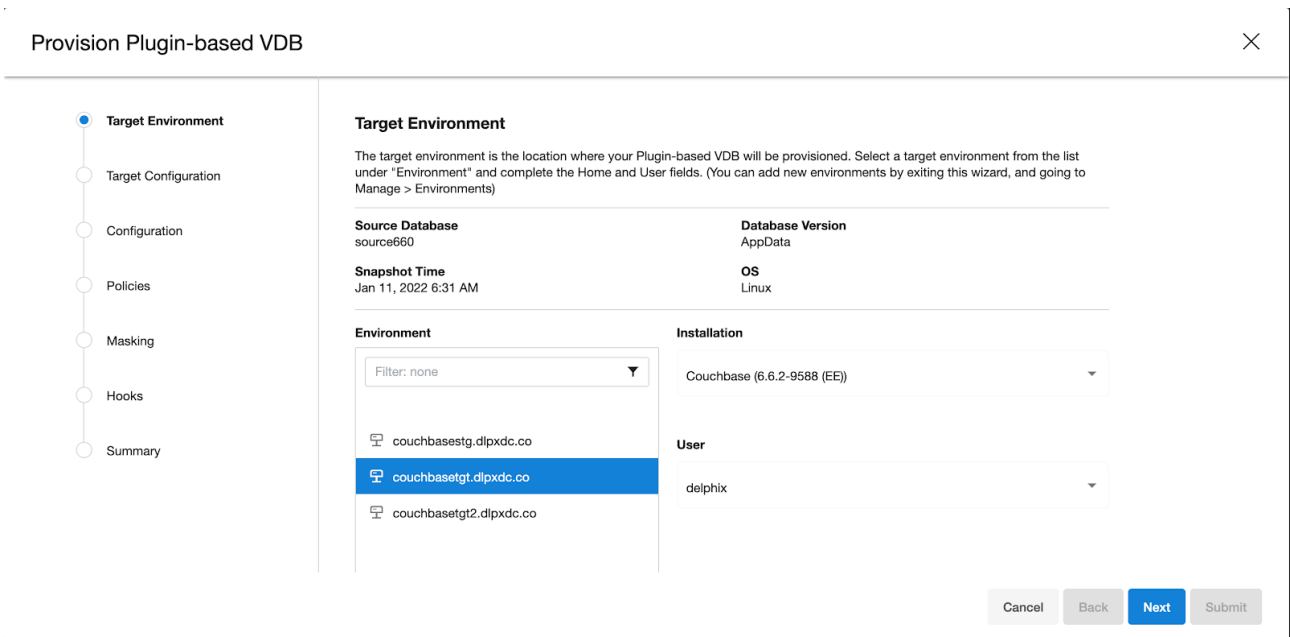 Provision Plugin-based VDB
Target Environment
Target Configuration
Configuration
Policies
Masking
Hooks
Summary
Target Environment
The target environment is the location where your Plugin-based VDB will be provisioned. Select a target environment from the list
under "Environment" and complete the Home and User fields. (You can add new environments by exiting this wizard, and going to
Manage > Environments)
Source Database
source660
Database Version
AppData
Snapshot Time
Jan 11, 2022 6:31 AM
OS
Linux
Environment
Filter: none
couchbasestg.dlpxdc.co
couchbasetgt.dlpxdc.co
couchbasetgt2.dlpxdc.co
Installation
Couchbase (6.6.2-9588 (EE))
User
delphix
Cancel
Back
Next
Submit